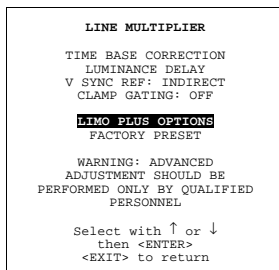 LINE MULTIPLIER
TIME BASE CORRECTION
LUMINANCE DELAY
V SYNC REF: INDIRECT
CLAMP GATING: OFF
LIMO PLUS OPTIONS
FACTORY PRESET
WARNING: ADVANCED
ADJUSTMENT SHOULD BE
PERFORMED ONLY BY QUALIFIED
PERSONNEL
Select with ↑ or ↓
then <ENTER>
<EXIT> to return